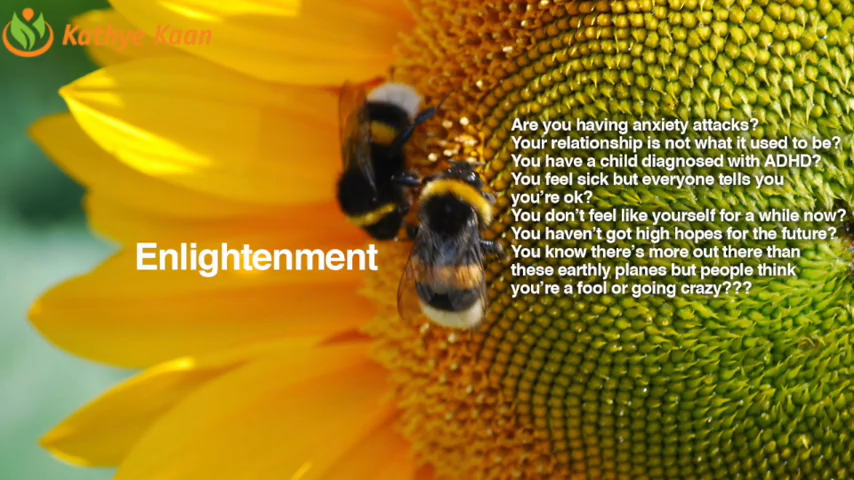 Kathye Kaan
Enlightenment
Are you having anxiety attacks?
Your relationship is not what it used to be?
You have a child diagnosed with ADHD?
You feel sick but everyone tells you
you're ok?
You don't feel like yourself for a while now?
You haven't got high hopes for the future?
You know there's more out there than
these earthly planes but people think
you're a fool or going crazy???